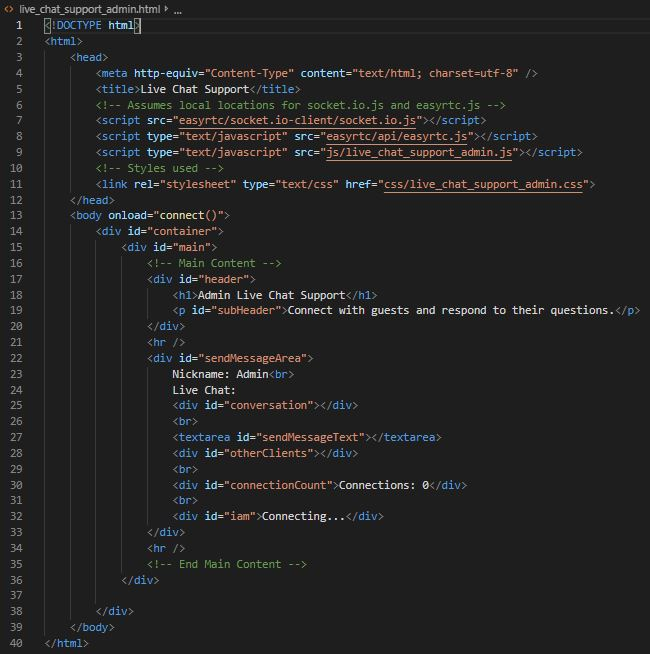 live_chat_support_admin.html ▸ ...
1 <!DOCTYPE html>
2 <html>
3 <head>
4 <meta http-equiv="Content-Type" content="text/html; charset=utf-8" />
5 <title>Live Chat Support</title>
6 <!-- Assumes local locations for socket.io.js and easyrtc.js -->
7 <script src="easyrtc/socket.io-client/socket.io.js"></script>
8 <script type="text/javascript" src="easyrtc/api/easyrtc.js"></script>
9 <script type="text/javascript" src="js/live_chat_support_admin.js"></script>
10 <!-- Styles used -->
11 <link rel="stylesheet" type="text/css" href="css/live_chat_support_admin.css">
12 </head>
13 <body onload="connect()">
14 <div id="container">
15 <div id="main">
16 <!-- Main Content -->
17 <div id="header">
18 <h1>Admin Live Chat Support</h1>
19 <p id="subHeader">Connect with guests and respond to their questions.</p>
20 </div>
21 <hr />
22 <div id="sendMessageArea">
23 Nickname: Admin<br>
24 Live Chat:
25 <div id="conversation"></div>
26 <br>
27 <textarea id="sendMessageText"></textarea>
28 <div id="otherClients"></div>
29 <br>
30 <div id="connectionCount">Connections: 0</div>
31 <br>
32 <div id="iam">Connecting...</div>
33 </div>
34 <hr />
35 <!-- End Main Content -->
36 </div>
37
38 </div>
39 </body>
40 </html>